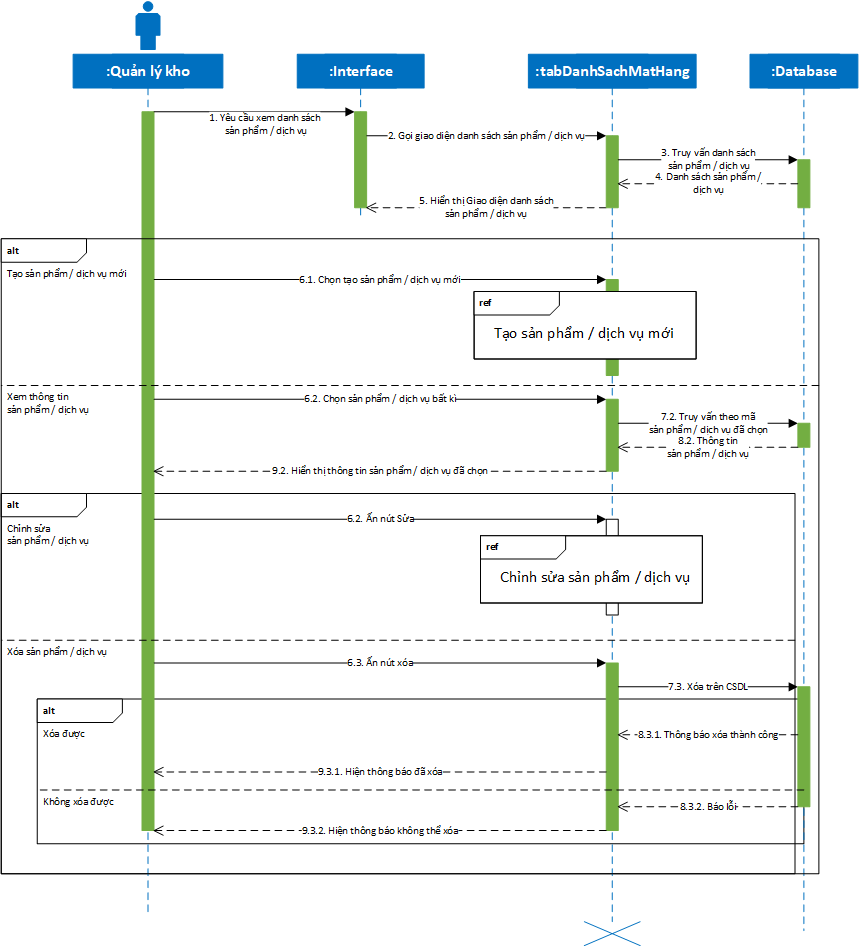 :Quản lý kho
:Interface
:tabDanhSachMatHang
:Database
1. Yêu cầu xem danh sách
sản phẩm / dịch vụ
2. Gọi giao diện danh sách sản phẩm / dịch vụ
3. Truy vấn danh sách
sản phẩm / dịch vụ
4. Danh sách sản phẩm /
dịch vụ
5. Hiển thị Giao diện danh sách
sản phẩm / dịch vụ
alt
Tạo sản phẩm / dịch vụ mới
6.1. Chọn tạo sản phẩm / dịch vụ mới
ref
Tạo sản phẩm / dịch vụ mới
Xem thông tin
sản phẩm / dịch vụ
6.2. Chọn sản phẩm / dịch vụ bất kì
7.2. Truy vấn theo mã
sản phẩm / dịch vụ đã chọn
8.2. Thông tin
sản phẩm / dịch vụ
9.2. Hiển thị thông tin sản phẩm / dịch vụ đã chọn
alt
Chỉnh sửa
sản phẩm / dịch vụ
6.2. Ấn nút Sửa
ref
Chỉnh sửa sản phẩm / dịch vụ
Xóa sản phẩm / dịch vụ
6.3. Ấn nút xóa
7.3. Xóa trên CSDL
alt
Xóa được
8.3.1. Thông báo xóa thành công
9.3.1. Hiện thông báo đã xóa
Không xóa được
8.3.2. Báo lỗi
9.3.2. Hiện thông báo không thể xóa